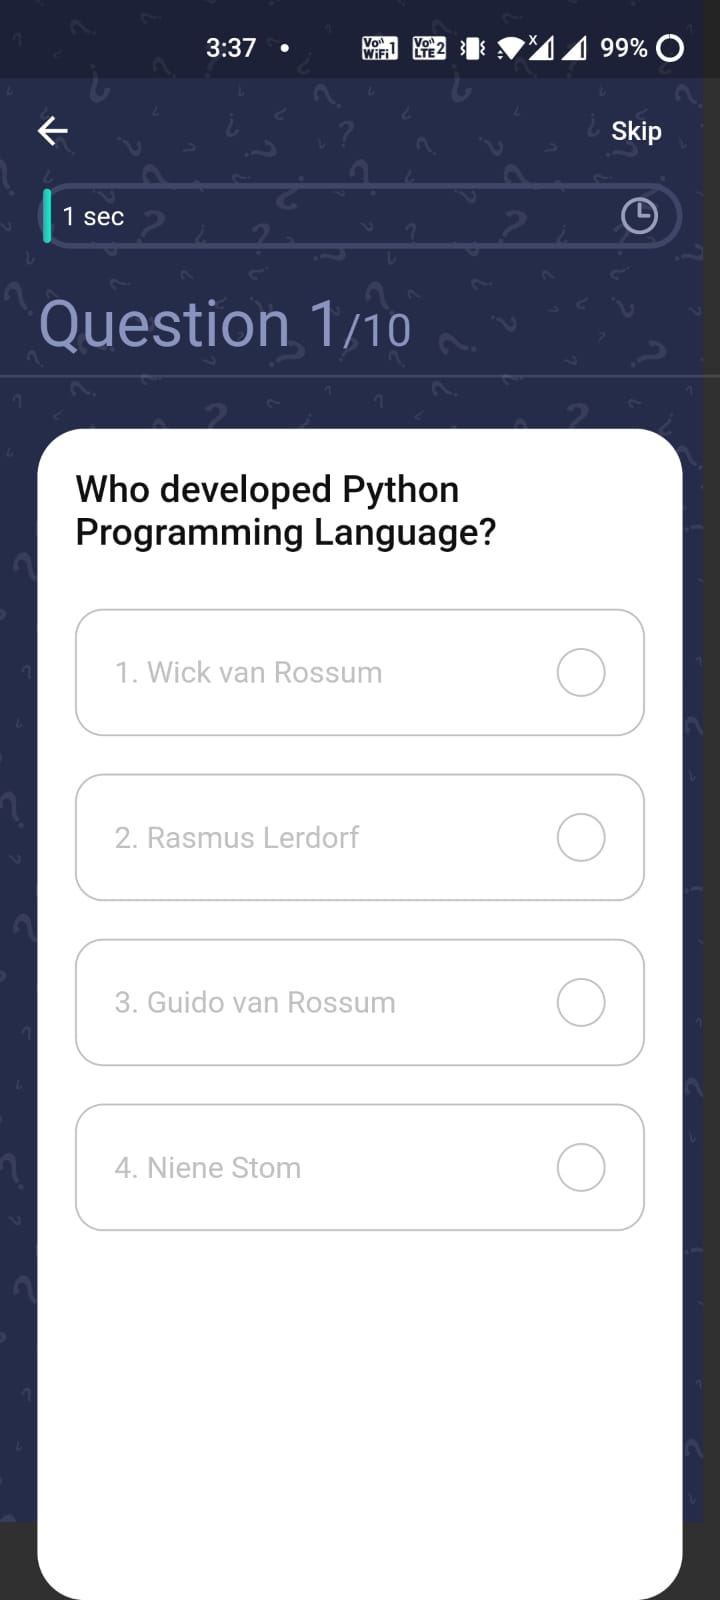 3:37
Vo)) WiFi 1
Vo)) LTE 2
X
99%
Skip
1 sec
Question 1/10
Who developed Python
Programming Language?
1. Wick van Rossum
2. Rasmus Lerdorf
3. Guido van Rossum
4. Niene Stom